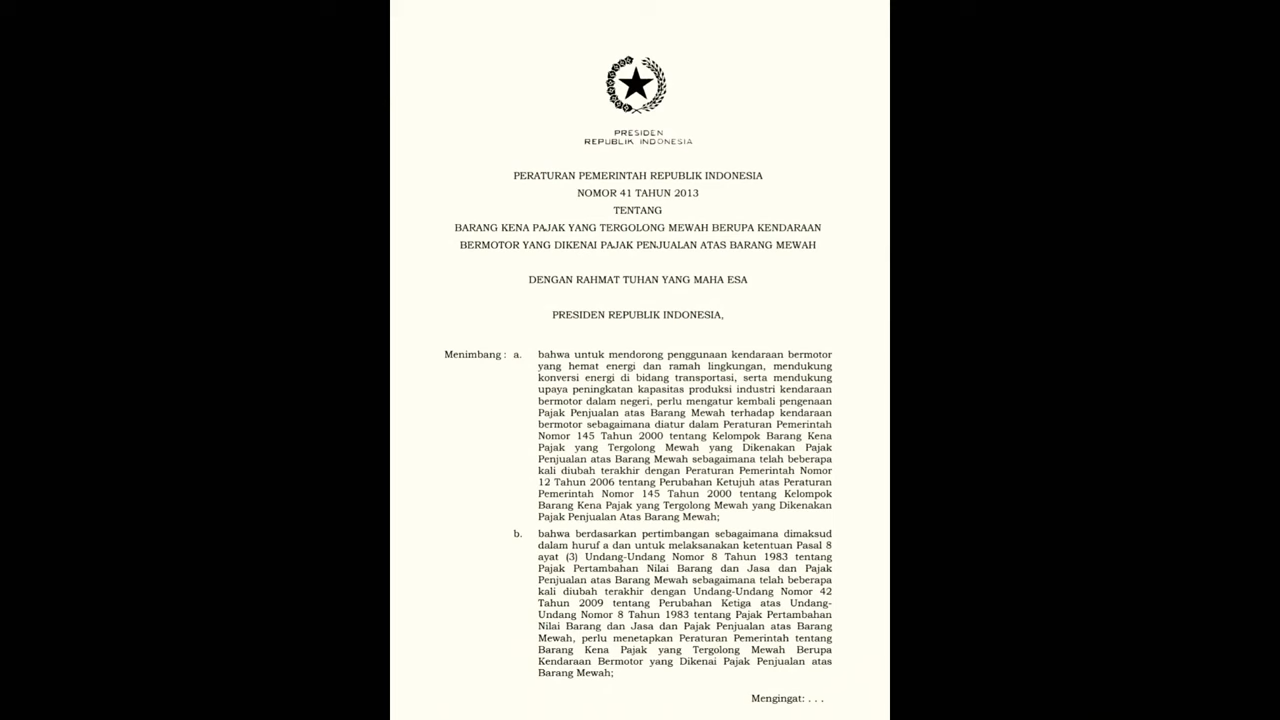 PRESIDEN
REPUBLIK INDONESIA
PERATURAN PEMERINTAH REPUBLIK INDONESIA
NOMOR 41 TAHUN 2013
TENTANG
BARANG KENA PAJAK YANG TERGOLONG MEWAH BERUPA KENDARAAN
BERMOTOR YANG DIKENAI PAJAK PENJUALAN ATAS BARANG MEWAH
DENGAN RAHMAT TUHAN YANG MAHA ESA
PRESIDEN REPUBLIK INDONESIA,
Menimbang : a. bahwa untuk mendorong penggunaan kendaraan bermotor
yang hemat energi dan ramah lingkungan, mendukung
konversi energi di bidang transportasi, serta mendukung
upaya peningkatan kapasitas produksi industri kendaraan
bermotor dalam negeri, perlu mengatur kembali pengenaan
Pajak Penjualan atas Barang Mewah terhadap kendaraan
bermotor sebagaimana diatur dalam Peraturan Pemerintah
Nomor 145 Tahun 2000 tentang Kelompok Barang Kena
Pajak yang Tergolong Mewah yang Dikenakan Pajak
Penjualan atas Barang Mewah sebagaimana telah beberapa
kali diubah terakhir dengan Peraturan Pemerintah Nomor
12 Tahun 2006 tentang Perubahan Ketujuh atas Peraturan
Pemerintah Nomor 145 Tahun 2000 tentang Kelompok
Barang Kena Pajak yang Tergolong Mewah yang Dikenakan
Pajak Penjualan Atas Barang Mewah;
b. bahwa berdasarkan pertimbangan sebagaimana dimaksud
dalam huruf a dan untuk melaksanakan ketentuan Pasal 8
ayat (3) Undang-Undang Nomor 8 Tahun 1983 tentang
Pajak Pertambahan Nilai Barang dan Jasa dan Pajak
Penjualan atas Barang Mewah sebagaimana telah beberapa
kali diubah terakhir dengan Undang-Undang Nomor 42
Tahun 2009 tentang Perubahan Ketiga atas Undang-
Undang Nomor 8 Tahun 1983 tentang Pajak Pertambahan
Nilai Barang dan Jasa dan Pajak Penjualan atas Barang
Mewah, perlu menetapkan Peraturan Pemerintah tentang
Barang Kena Pajak yang Tergolong Mewah Berupa
Kendaraan Bermotor yang Dikenai Pajak Penjualan atas
Barang Mewah;
Mengingat: . . .